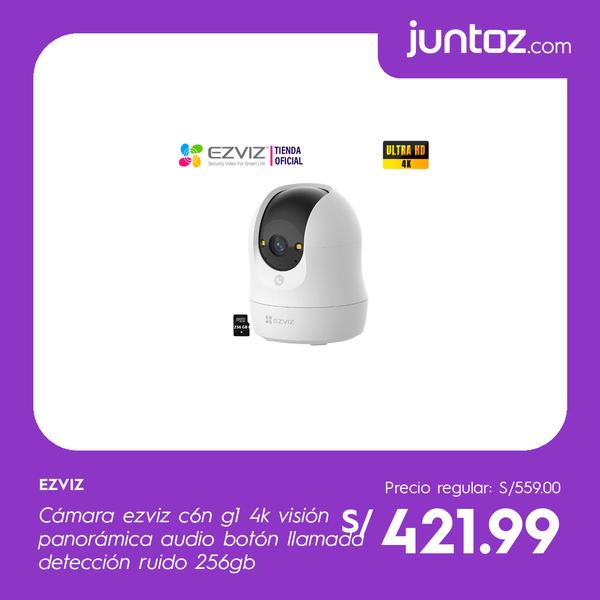 juntoz.com
EZVIZ
Security Video For Smart Life
TIENDA
OFICIAL
ULTRA HD
4K
EZVIZ
256 GB
EZVIZ
Precio regular: S/559.00
Cámara ezviz c6n g1 4k visión
panorámica audio botón llamada
detección ruido 256gb
S/ 421.99